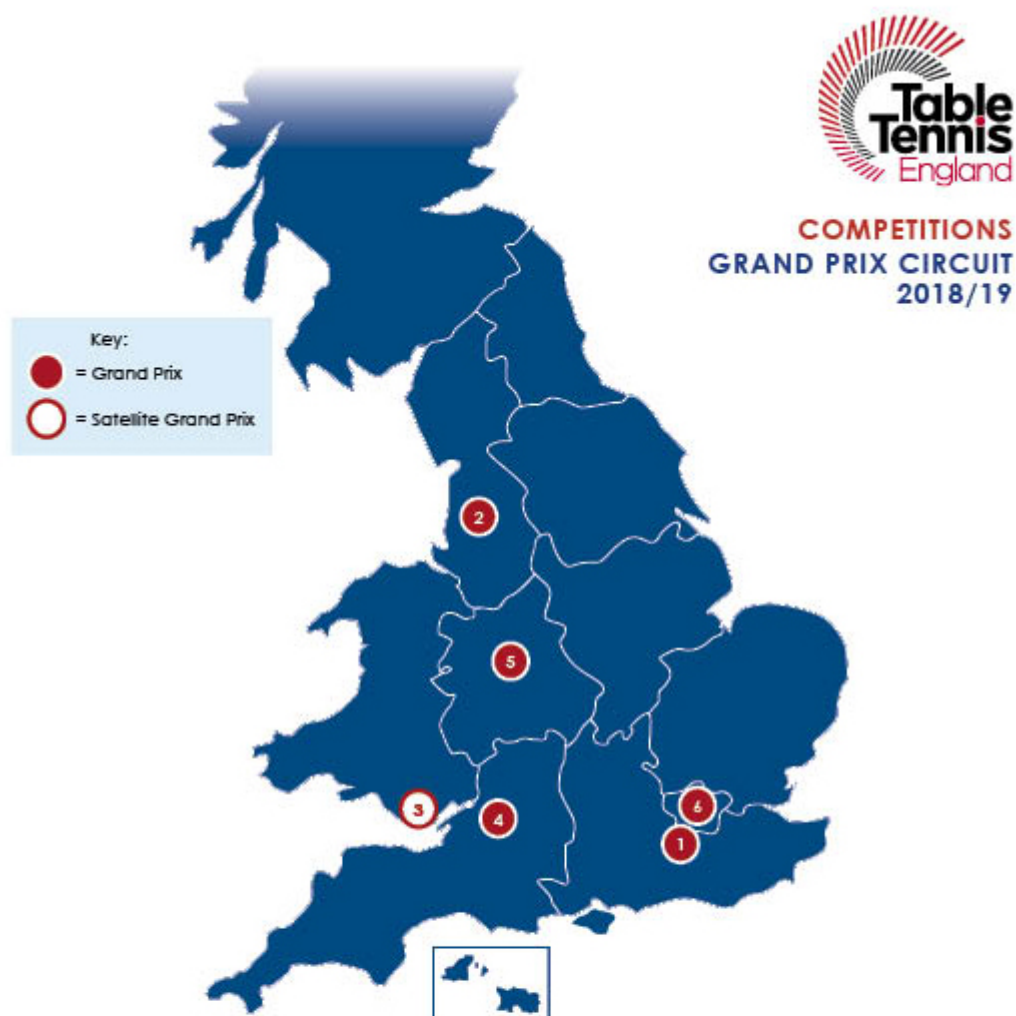 Table
Tennis
England
COMPETITIONS
GRAND PRIX CIRCUIT
2018/19
Key:
= Grand Prix
= Satellite Grand Prix
2
5
3
4
6
1